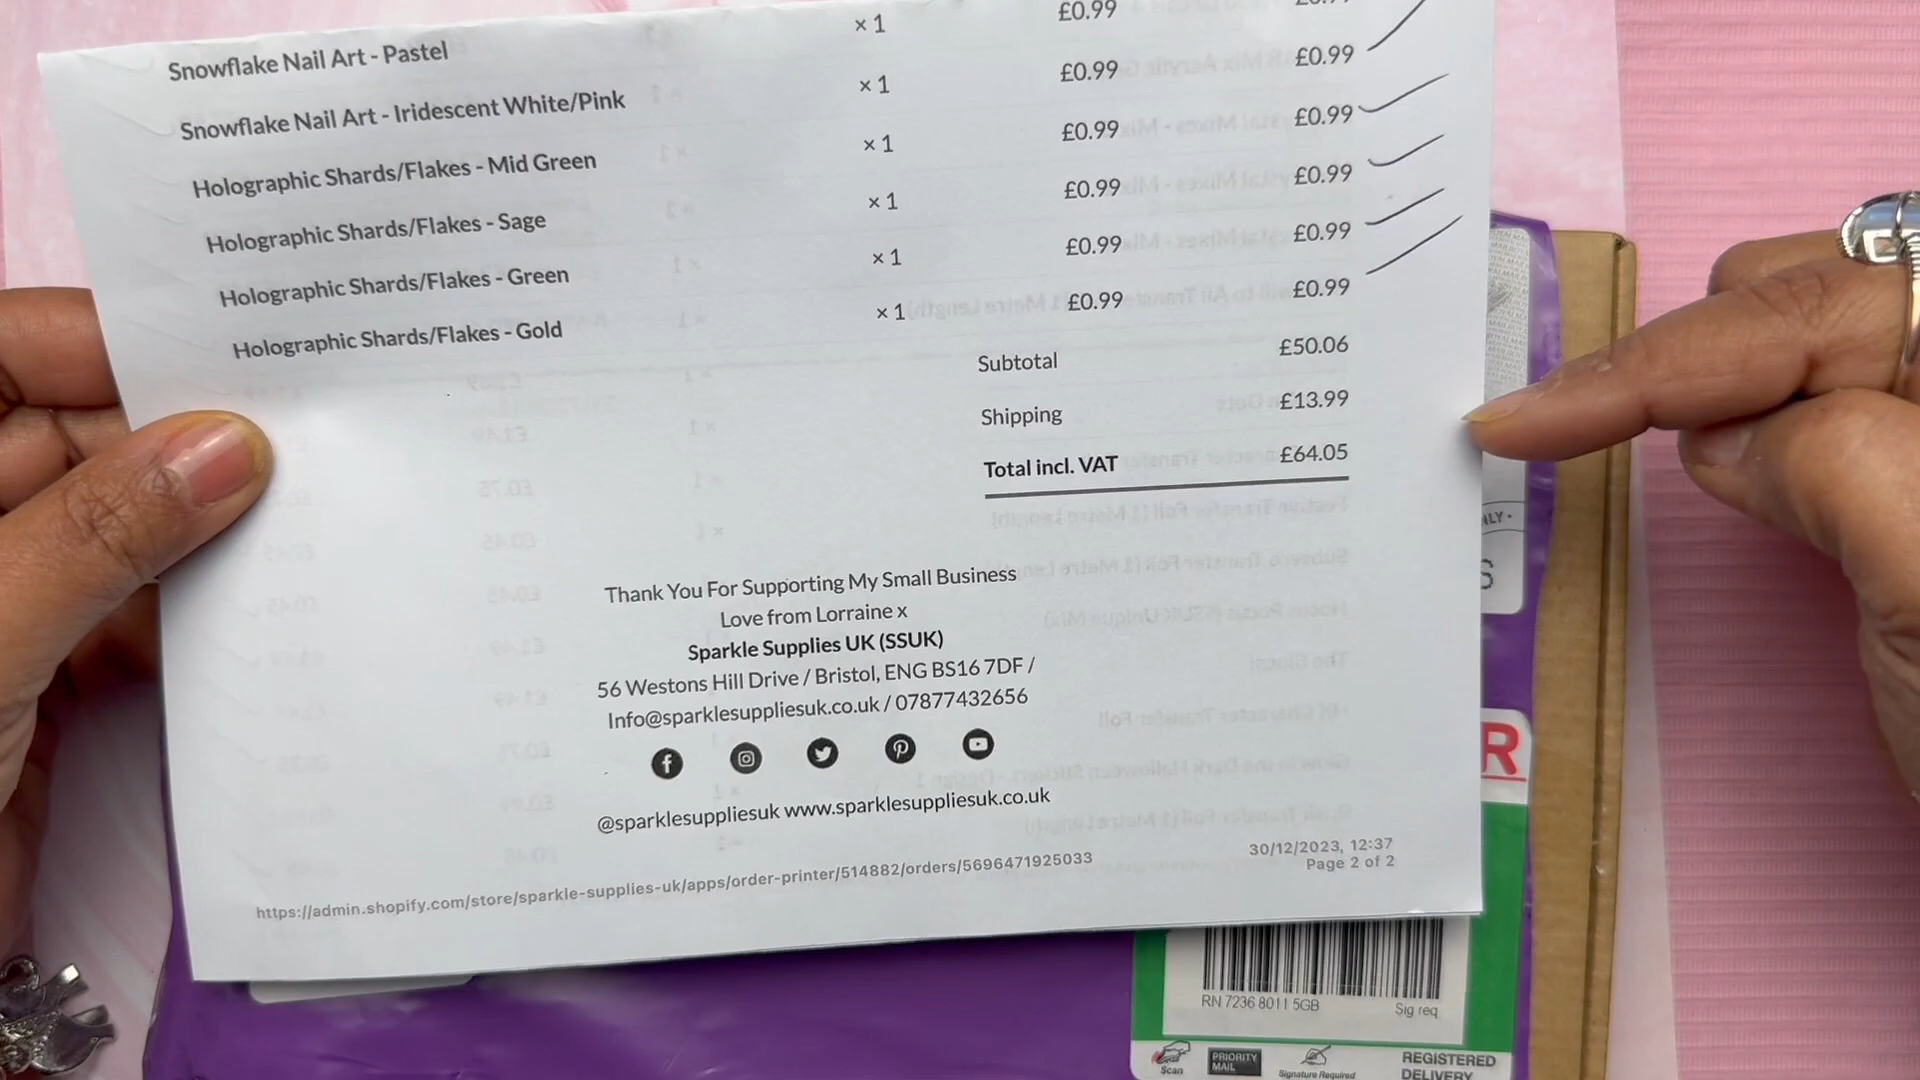 Snowflake Nail Art - Pastel × 1 £0.99
Snowflake Nail Art - Iridescent White/Pink × 1 £0.99 £0.99
Holographic Shards/Flakes - Mid Green × 1 £0.99 £0.99
Holographic Shards/Flakes - Sage × 1 £0.99 £0.99
Holographic Shards/Flakes - Green × 1 £0.99 £0.99
Holographic Shards/Flakes - Gold × 1 £0.99 £0.99
Subtotal £50.06
Shipping £13.99
Total incl. VAT £64.05
Thank You For Supporting My Small Business
Love from Lorraine x
Sparkle Supplies UK (SSUK)
56 Westons Hill Drive / Bristol, ENG BS16 7DF /
Info@sparklesuppliesuk.co.uk / 07877432656
@sparklesuppliesuk www.sparklesuppliesuk.co.uk
30/12/2023, 12:37
https://admin.shopify.com/store/sparkle-supplies-uk/apps/order-printer/514882/orders/5696471925033
Page 2 of 2
RN 7236 8011 5GB Sig req
Scan
PRIORITY
MAIL
Signature Required
REGISTERED
DELIVERY